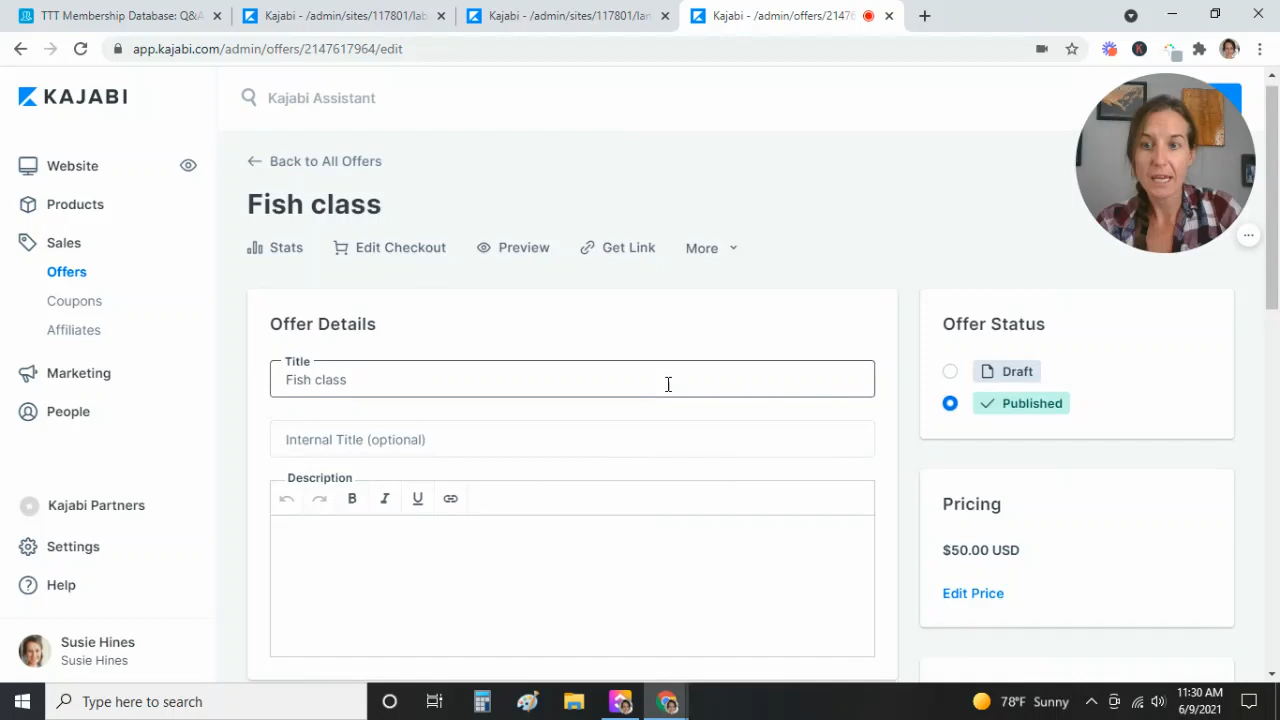 TTT Membership Database: Q&A
Kajabi - /admin/sites/117801/lab
Kajabi - /admin/sites/117801/lan
Kajabi - /admin/offers/21476
app.kajabi.com/admin/offers/2147617964/edit
KAJABI
Kajabi Assistant
Website
Products
Sales
Offers
Coupons
Affiliates
Marketing
People
Kajabi Partners
Settings
Help
Susie Hines
Susie Hines
Back to All Offers
Fish class
Stats
Edit Checkout
Preview
Get Link
More
Offer Details
Title
Fish class
Internal Title (optional)
Description
B I U
Offer Status
Draft
Published
Pricing
$50.00 USD
Edit Price
Type here to search
78°F Sunny
11:30 AM
6/9/2021